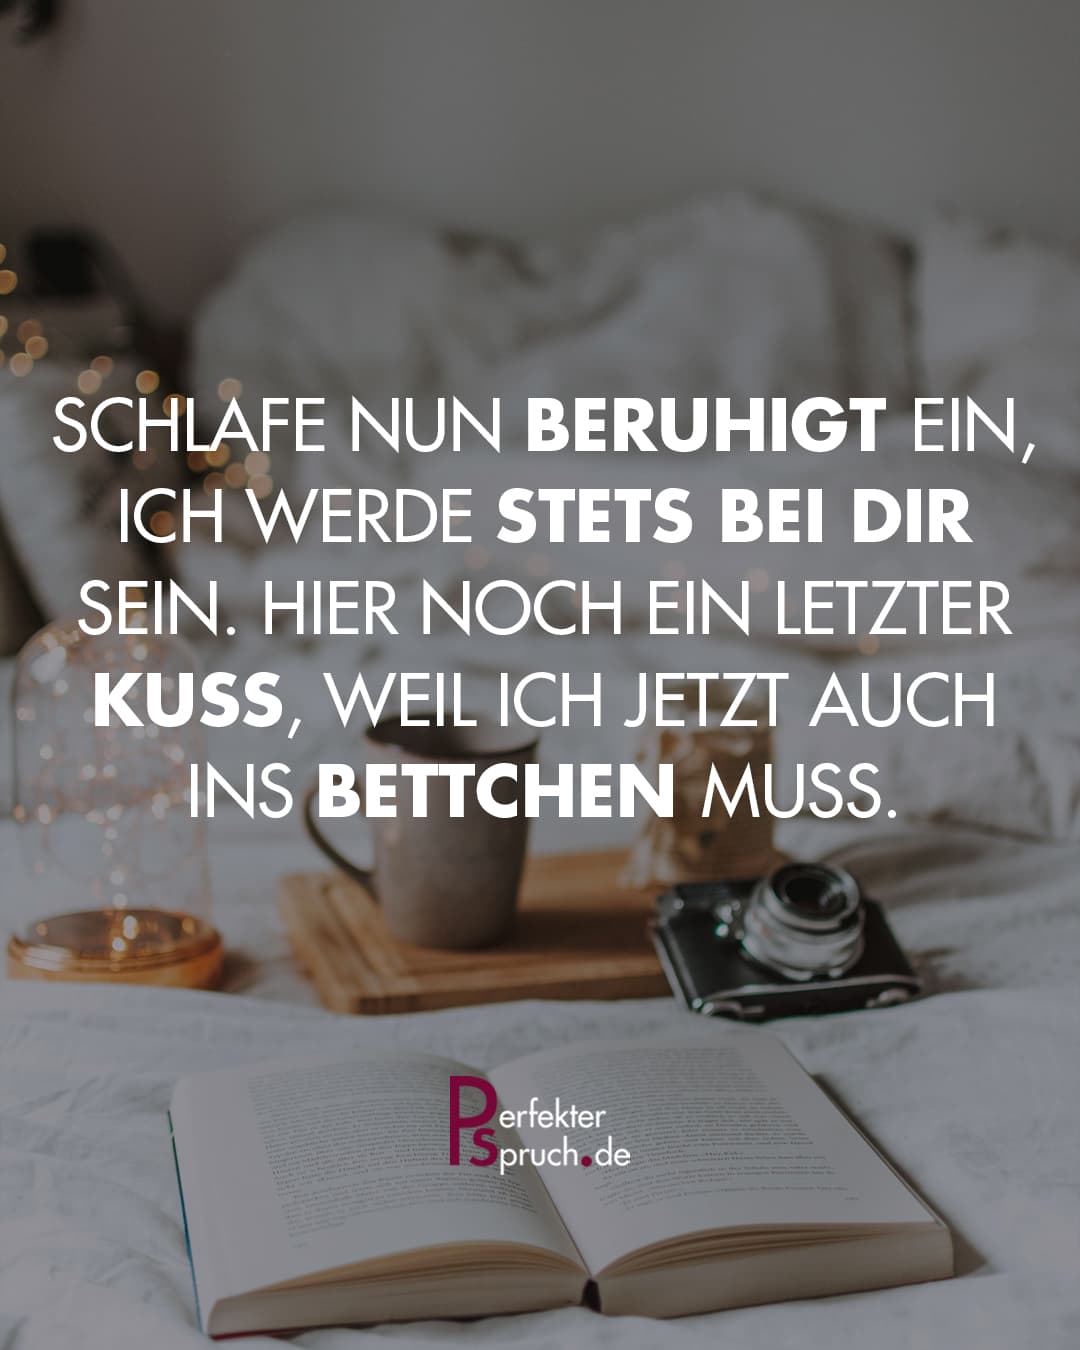 SCHLAFE NUN BERUHIGT EIN,
ICH WERDE STETS BEI DIR
SEIN. HIER NOCH EIN LETZTER
KUSS, WEIL ICH JETZT AUCH
INS BETTCHEN MUSS.
Perfekter
Spruch.de